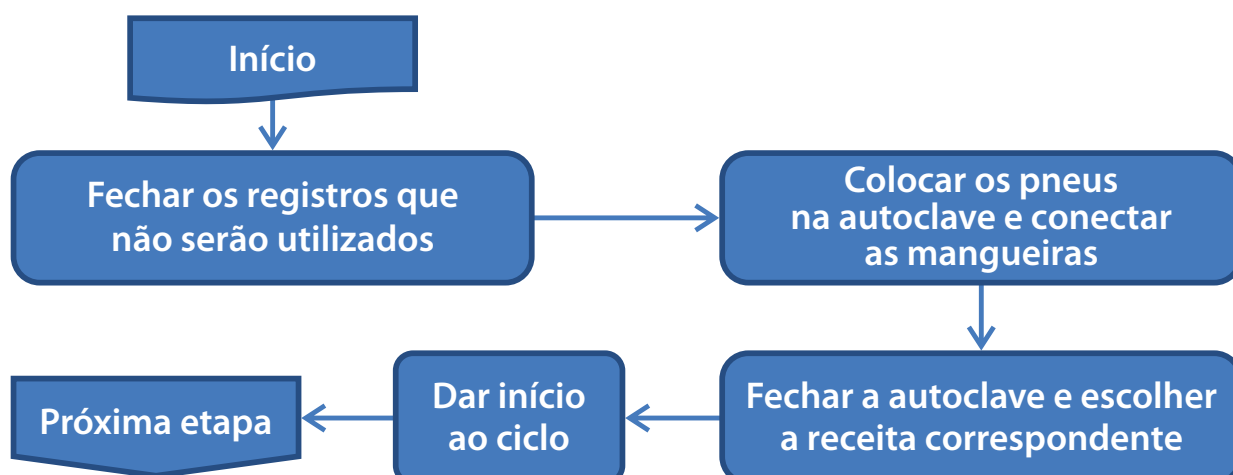 Início
Fechar os registros que
não serão utilizados
Colocar os pneus
na autoclave e conectar
as mangueiras
Fechar a autoclave e escolher
a receita correspondente
Dar início
ao ciclo
Próxima etapa